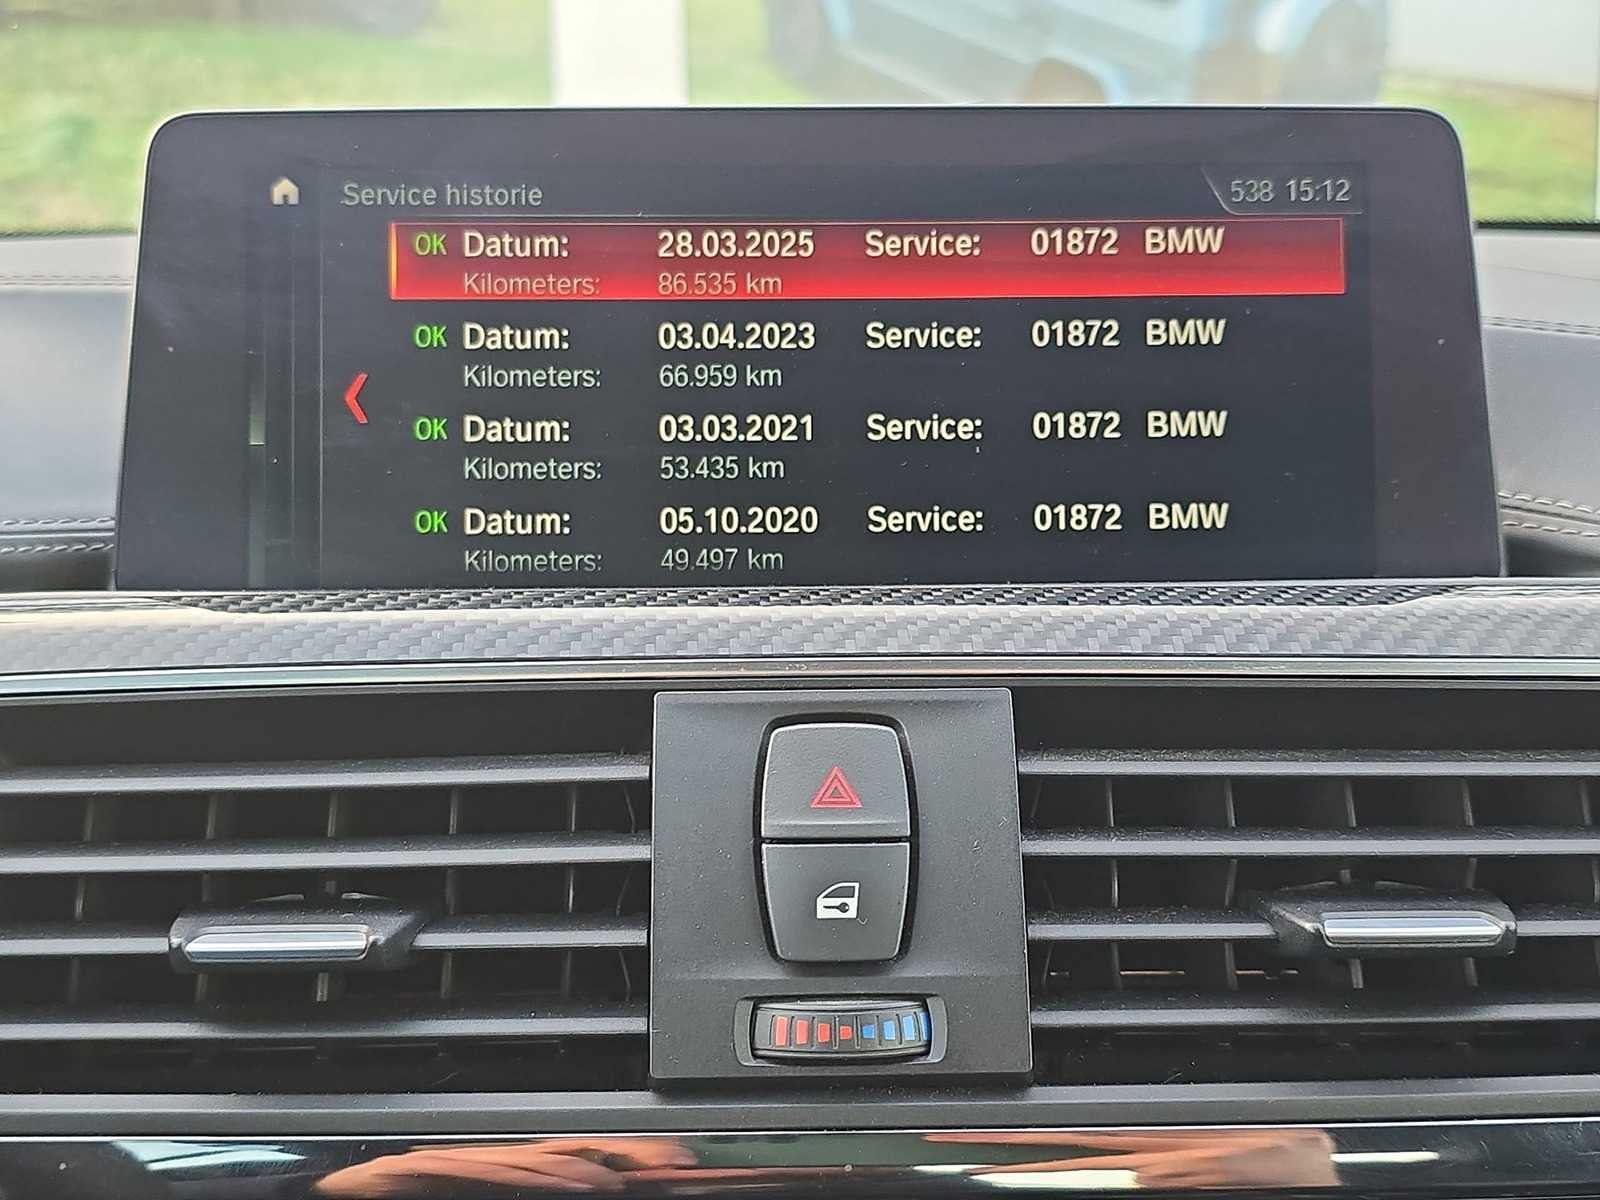 Service historie 538 15:12
OK Datum: 28.03.2025 Service: 01872 BMW
Kilometers: 86.535 km
OK Datum: 03.04.2023 Service: 01872 BMW
Kilometers: 66.959 km
OK Datum: 03.03.2021 Service: 01872 BMW
Kilometers: 53.435 km
OK Datum: 05.10.2020 Service: 01872 BMW
Kilometers: 49.497 km